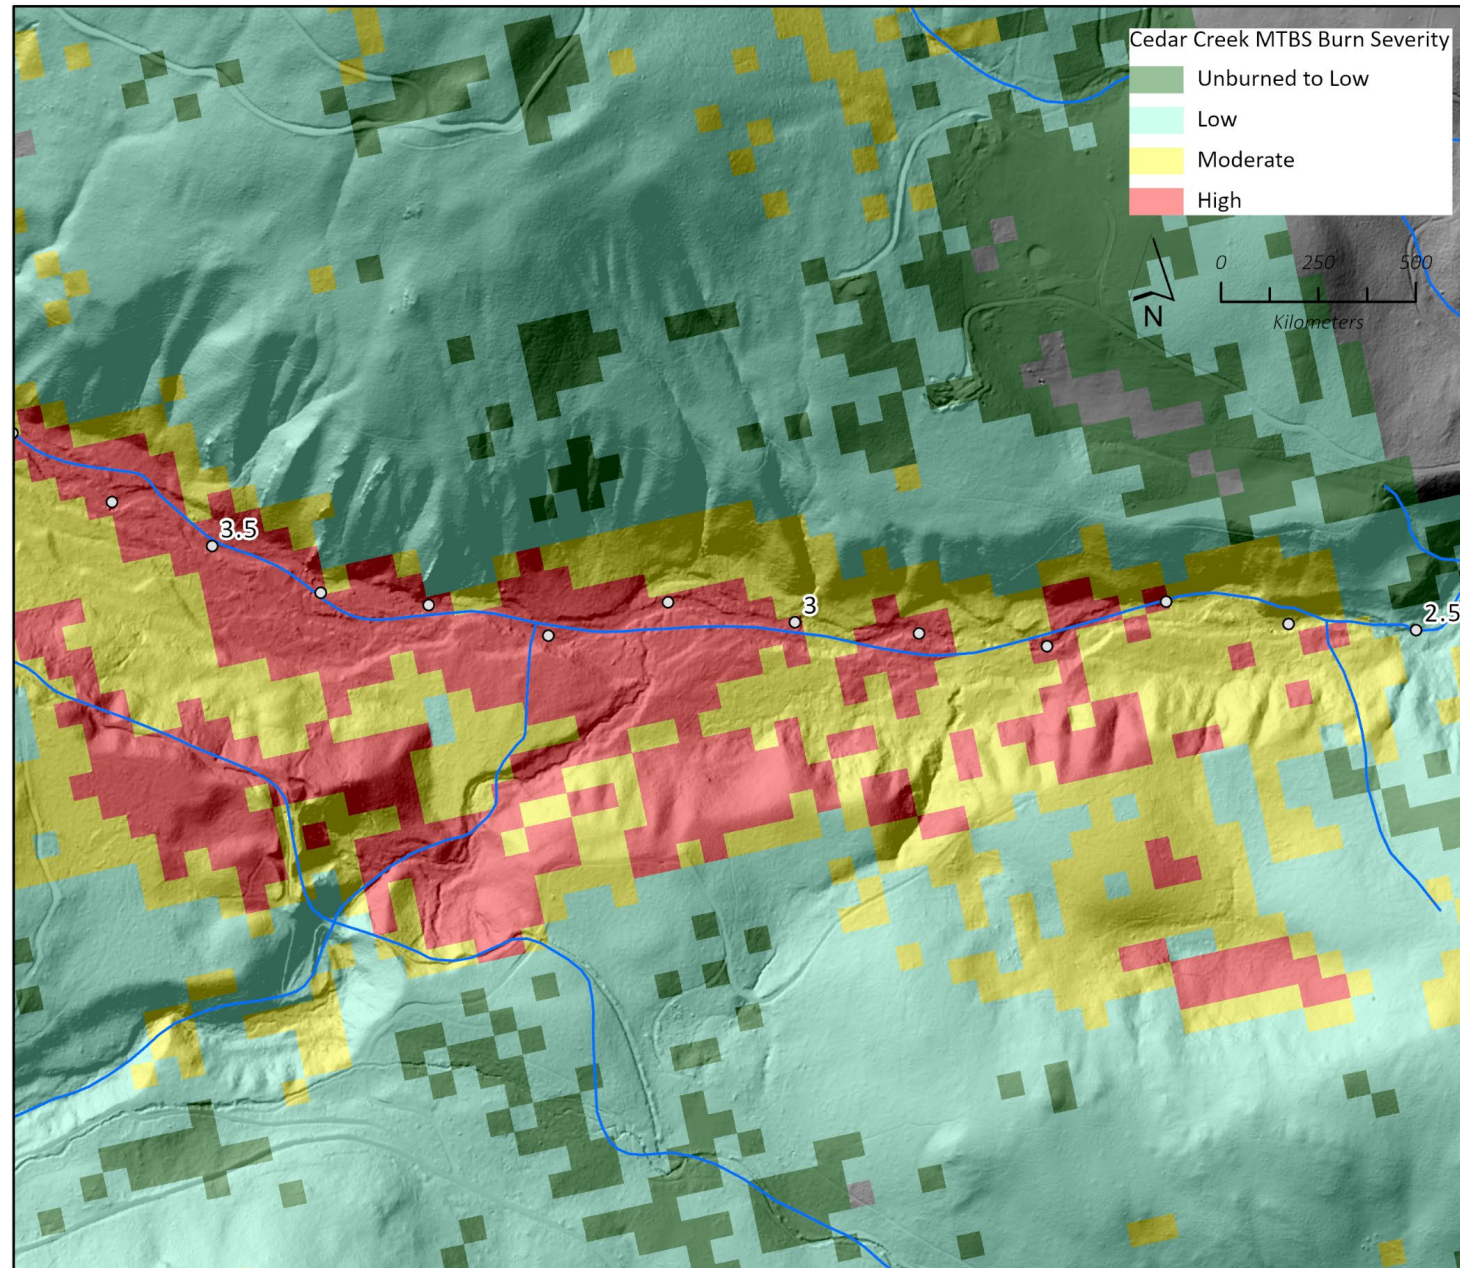 Cedar Creek MTBS Burn Severity
Unburned to Low
Low
Moderate
High
0 250 500
Kilometers
N
3.5
3
2.5